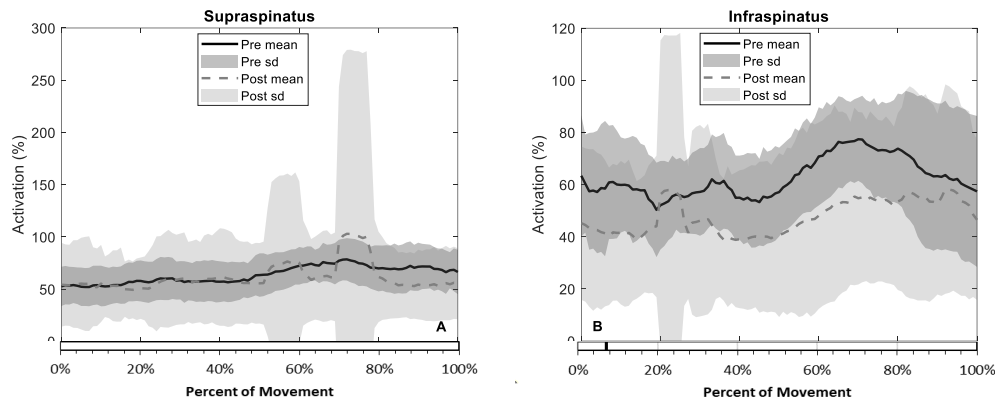 Supraspinatus
300
250
200
150
100
50
0
Activation (%)
Pre mean
Pre sd
Post mean
Post sd
A
0% 20% 40% 60% 80% 100%
Percent of Movement
Infraspinatus
120
100
80
60
40
20
0
Activation (%)
Pre mean
Pre sd
Post mean
Post sd
B
0% 20% 40% 60% 80% 100%
Percent of Movement